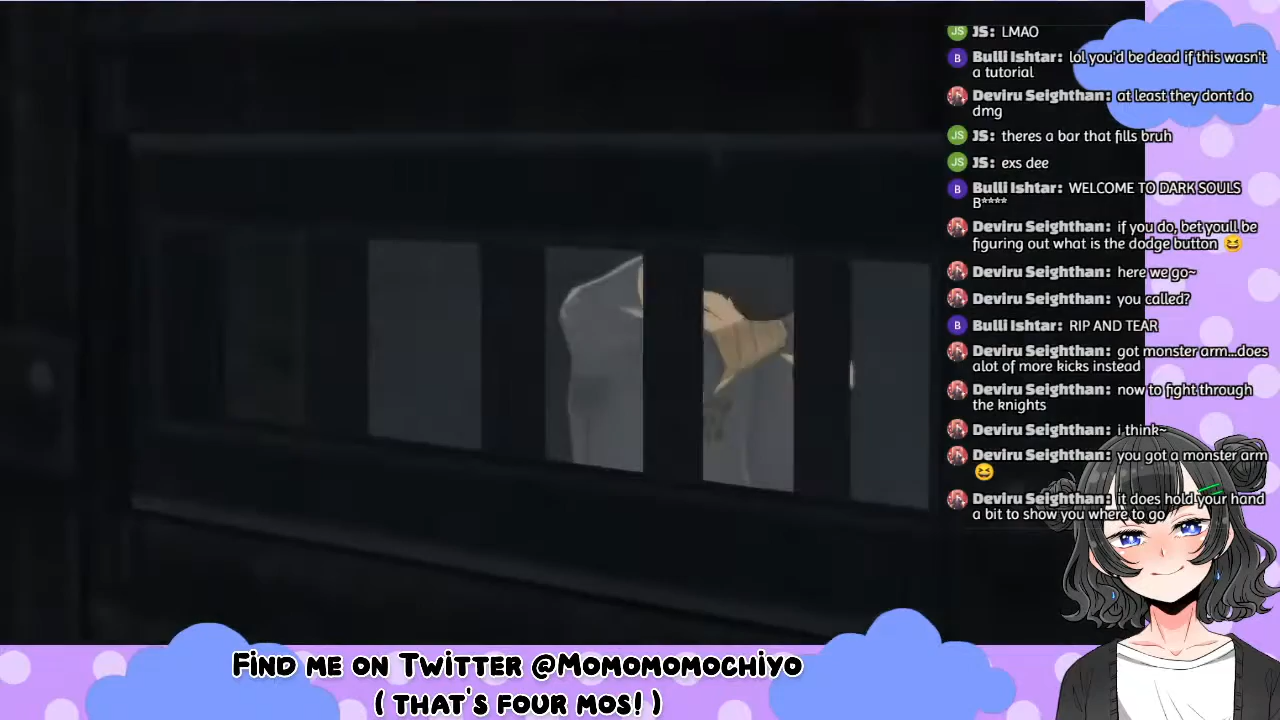 JS JS: LMAO
B Bulli Ishtar: lol you'd be dead if this wasn't
a tutorial
Deviru Seighthan: at least they dont do
dmg
JS JS: theres a bar that fills bruh
JS JS: exs dee
B Bulli Ishtar: WELCOME TO DARK SOULS
B****
Deviru Seighthan: if you do, bet youll be
figuring out what is the dodge button 😆
Deviru Seighthan: here we go~
Deviru Seighthan: you called?
B Bulli Ishtar: RIP AND TEAR
Deviru Seighthan: got monster arm...does
alot of more kicks instead
Deviru Seighthan: now to fight through
the knights
Deviru Seighthan: i think~
Deviru Seighthan: you got a monster arm
😆
Deviru Seighthan: it does hold your hand
a bit to show you where to go
Find me on Twitter @Momomomochiyo
( that's four mos! )